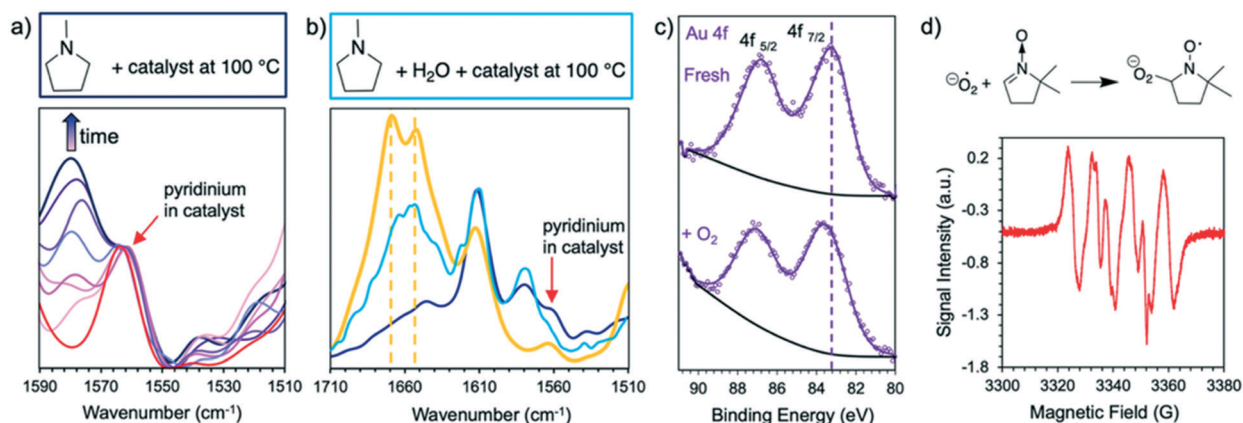 a)
N
+ catalyst at 100 °C
time
pyridinium
in catalyst
1590 1570 1550 1530 1510
Wavenumber (cm-1)
b)
N
+ H2O + catalyst at 100 °C
pyridinium
in catalyst
1710 1660 1610 1560 1510
Wavenumber (cm-1)
c)
Au 4f
4f 5/2
4f 7/2
Fresh
+ O2
90 88 86 84 82 80
Binding Energy (eV)
d)
⊖
O2
•
+
O
N
⊖
O2
O•
N
Signal Intensity (a.u.)
0.2
-0.3
-0.8
-1.3
-1.8
3300 3320 3340 3360 3380
Magnetic Field (G)